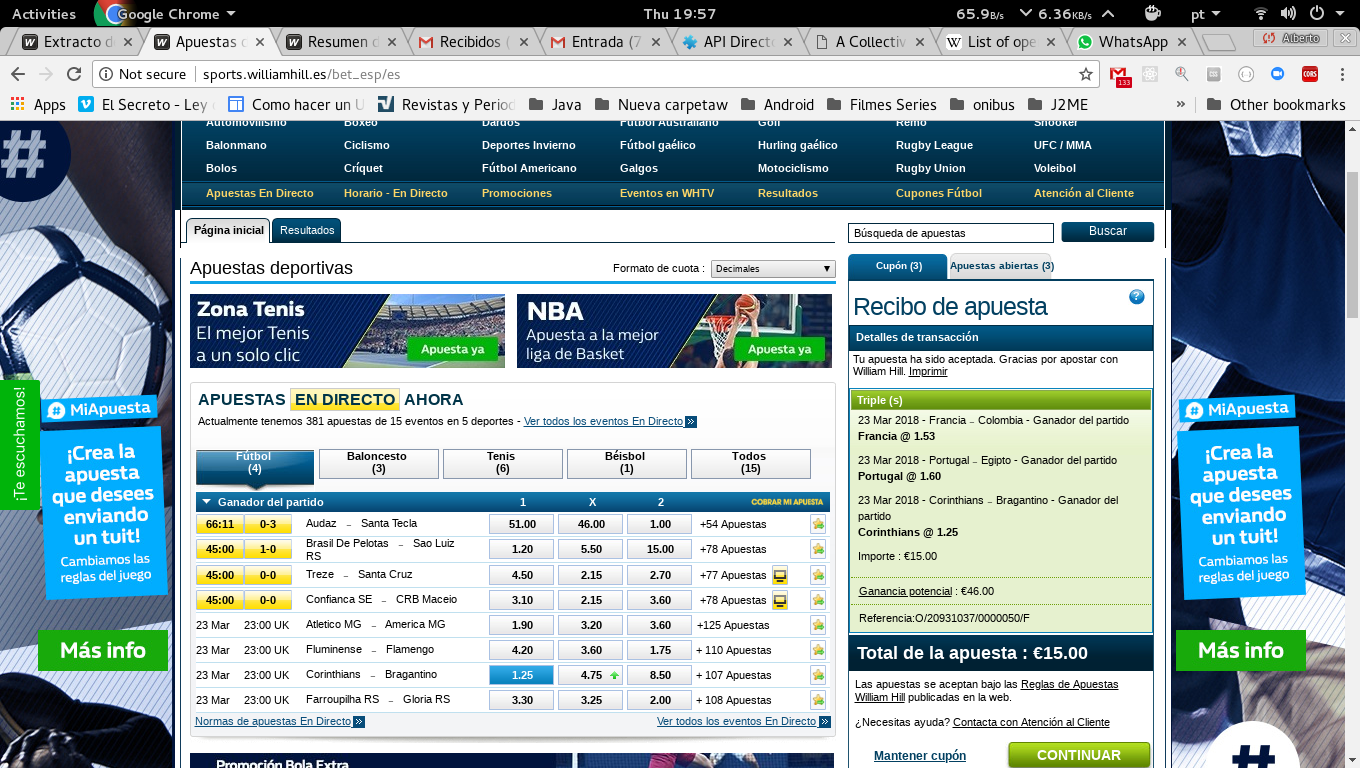 Activities Google Chrome Thu 19:57 65.9B/s 6.36KB/s pt
Extracto d Apuestas d Resumen d Recibidos ( Entrada (7 API Direct A Collectiv List of ope WhatsApp Alberto
Not secure sports.williamhill.es/bet_esp/es 133 css CORS
Apps El Secreto - Ley Como hacer un U Revistas y Period Java Nueva carpetaw Android Filmes Series onibus J2ME » Other bookmarks
Automovilismo Boxeo Dardos Fútbol Australiano Golf Remo Snooker
Balonmano Ciclismo Deportes Invierno Fútbol gaélico Hurling gaélico Rugby League UFC / MMA
Bolos Críquet Fútbol Americano Galgos Motociclismo Rugby Union Voleibol
Apuestas En Directo Horario - En Directo Promociones Eventos en WHTV Resultados Cupones Fútbol Atención al Cliente
Página inicial Resultados
Búsqueda de apuestas Buscar
Apuestas deportivas Formato de cuota : Decimales
Zona Tenis
El mejor Tenis
a un solo clic
Apuesta ya
NBA
Apuesta a la mejor
liga de Basket
Apuesta ya
APUESTAS EN DIRECTO AHORA
Actualmente tenemos 381 apuestas de 15 eventos en 5 deportes - Ver todos los eventos En Directo »
Fútbol
(4)
Baloncesto
(3)
Tenis
(6)
Béisbol
(1)
Todos
(15)
Ganador del partido 1 X 2 COBRAR MI APUESTA
66:11 0-3 Audaz – Santa Tecla 51.00 46.00 1.00 +54 Apuestas
45:00 1-0 Brasil De Pelotas – Sao Luiz RS 1.20 5.50 15.00 +78 Apuestas
45:00 0-0 Treze – Santa Cruz 4.50 2.15 2.70 +77 Apuestas
45:00 0-0 Confianca SE – CRB Maceio 3.10 2.15 3.60 +78 Apuestas
23 Mar 23:00 UK Atletico MG – America MG 1.90 3.20 3.60 +125 Apuestas
23 Mar 23:00 UK Fluminense – Flamengo 4.20 3.60 1.75 + 110 Apuestas
23 Mar 23:00 UK Corinthians – Bragantino 1.25 4.75 8.50 + 107 Apuestas
23 Mar 23:00 UK Farroupilha RS – Gloria RS 3.30 3.25 2.00 + 108 Apuestas
Normas de apuestas En Directo » Ver todos los eventos En Directo »
Promoción Bola Extra
Cupón (3) Apuestas abiertas (3)
Recibo de apuesta ?
Detalles de transacción
Tu apuesta ha sido aceptada. Gracias por apostar con
William Hill. Imprimir
Triple (s)
23 Mar 2018 - Francia – Colombia - Ganador del partido
Francia @ 1.53
23 Mar 2018 - Portugal – Egipto - Ganador del partido
Portugal @ 1.60
23 Mar 2018 - Corinthians – Bragantino - Ganador del
partido
Corinthians @ 1.25
Importe : €15.00
Ganancia potencial : €46.00
Referencia:O/20931037/0000050/F
Total de la apuesta : €15.00
Las apuestas se aceptan bajo las Reglas de Apuestas
William Hill publicadas en la web.
¿Necesitas ayuda? Contacta con Atención al Cliente
Mantener cupón CONTINUAR
#
¡Te escuchamos!
# MiApuesta
¡Crea la
apuesta
que desees
enviando
un tuit!
Cambiamos las
reglas del juego
Más info
# MiApuesta
¡Crea la
apuesta
que desees
enviando
un tuit!
Cambiamos las
reglas del juego
Más info
#